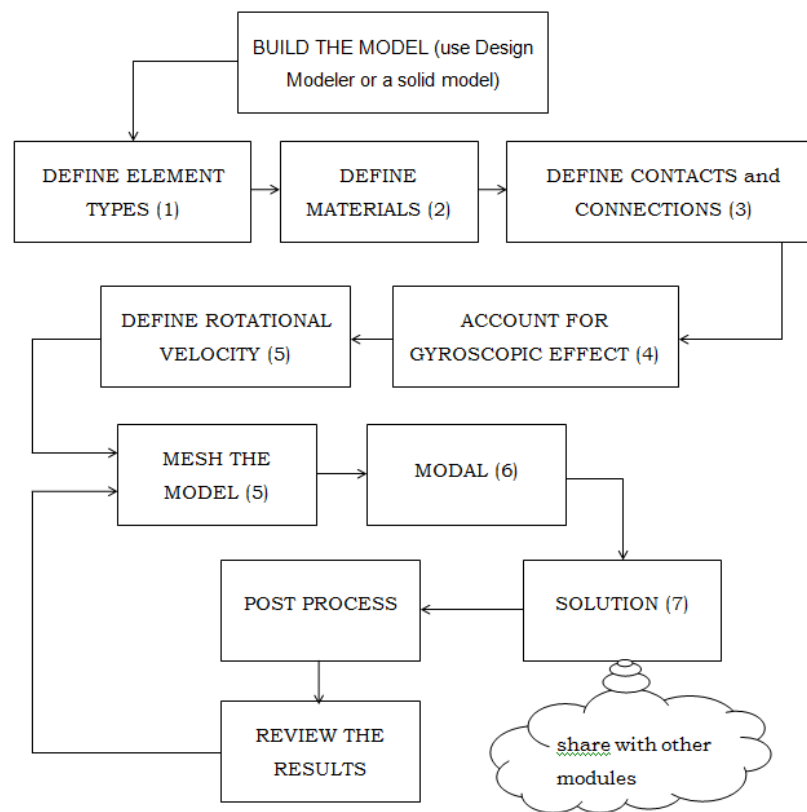 BUILD THE MODEL (use Design
Modeler or a solid model)
DEFINE ELEMENT
TYPES (1)
DEFINE
MATERIALS (2)
DEFINE CONTACTS and
CONNECTIONS (3)
ACCOUNT FOR
GYROSCOPIC EFFECT (4)
DEFINE ROTATIONAL
VELOCITY (5)
MESH THE
MODEL (5)
MODAL (6)
SOLUTION (7)
POST PROCESS
REVIEW THE
RESULTS
share with other
modules